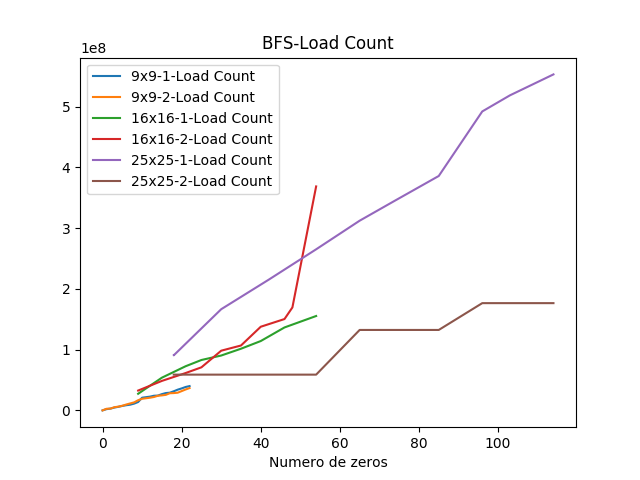 BFS-Load Count
1e8
9x9-1-Load Count
9x9-2-Load Count
16x16-1-Load Count
16x16-2-Load Count
25x25-1-Load Count
25x25-2-Load Count
5
4
3
2
1
0
0 20 40 60 80 100
Numero de zeros